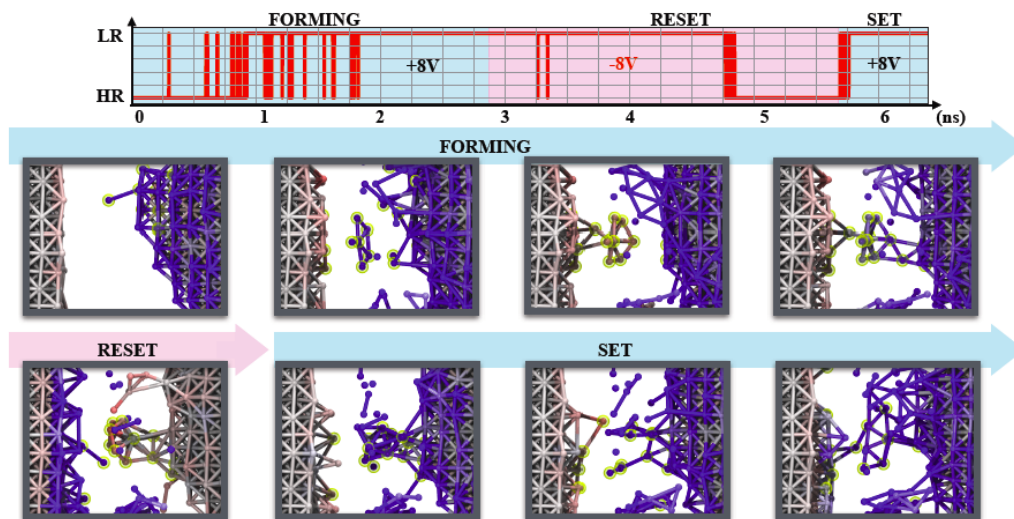 FORMING RESET SET
LR
+8V -8V +8V
HR
0 1 2 3 4 5 6 (ns)
FORMING
RESET SET